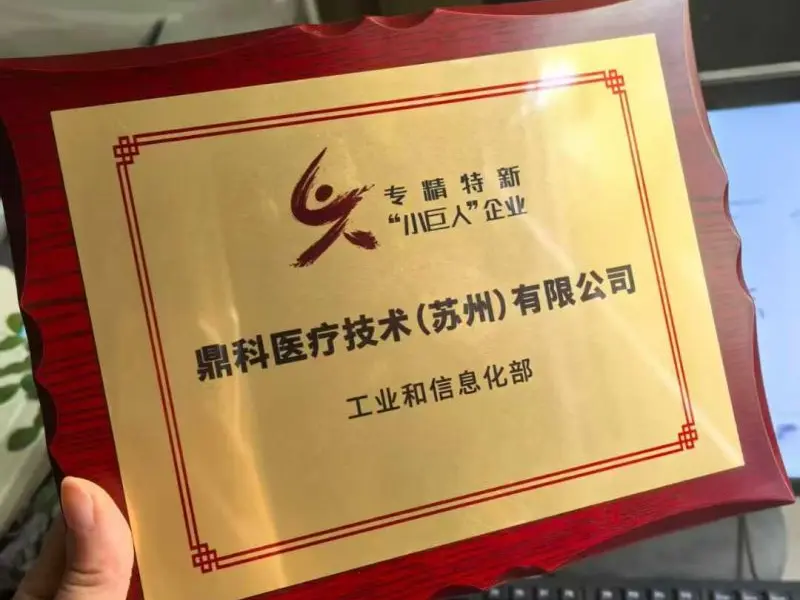 专精特新
“小巨人”企业
鼎科医疗技术(苏州)有限公司
工业和信息化部